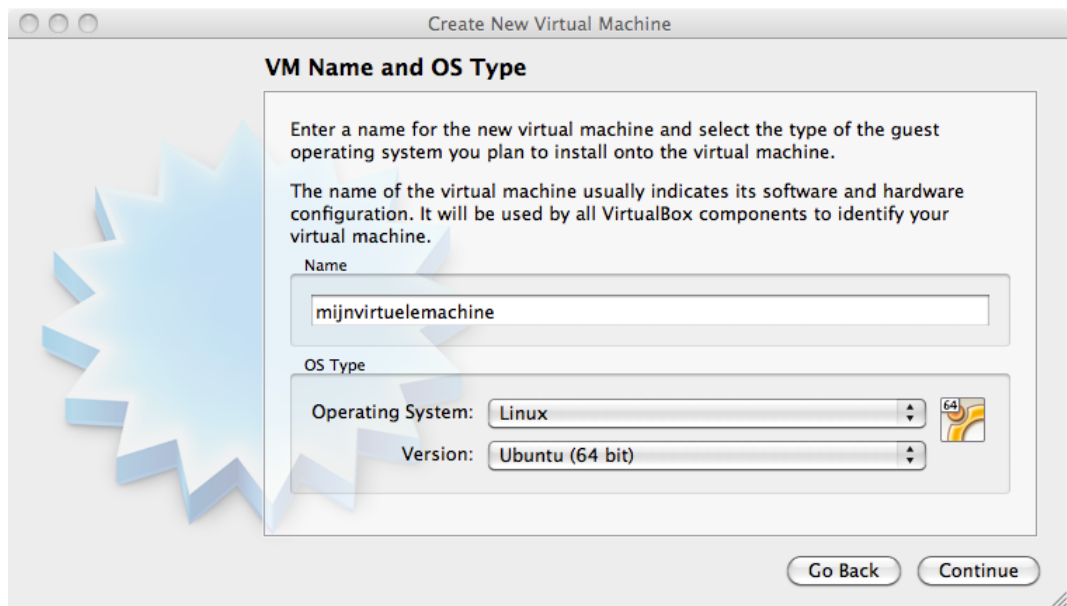 Create New Virtual Machine
VM Name and OS Type
Enter a name for the new virtual machine and select the type of the guest
operating system you plan to install onto the virtual machine.
The name of the virtual machine usually indicates its software and hardware
configuration. It will be used by all VirtualBox components to identify your
virtual machine.
Name
mijnvirtuelemachine
OS Type
Operating System: Linux
64
Version: Ubuntu (64 bit)
Go Back Continue